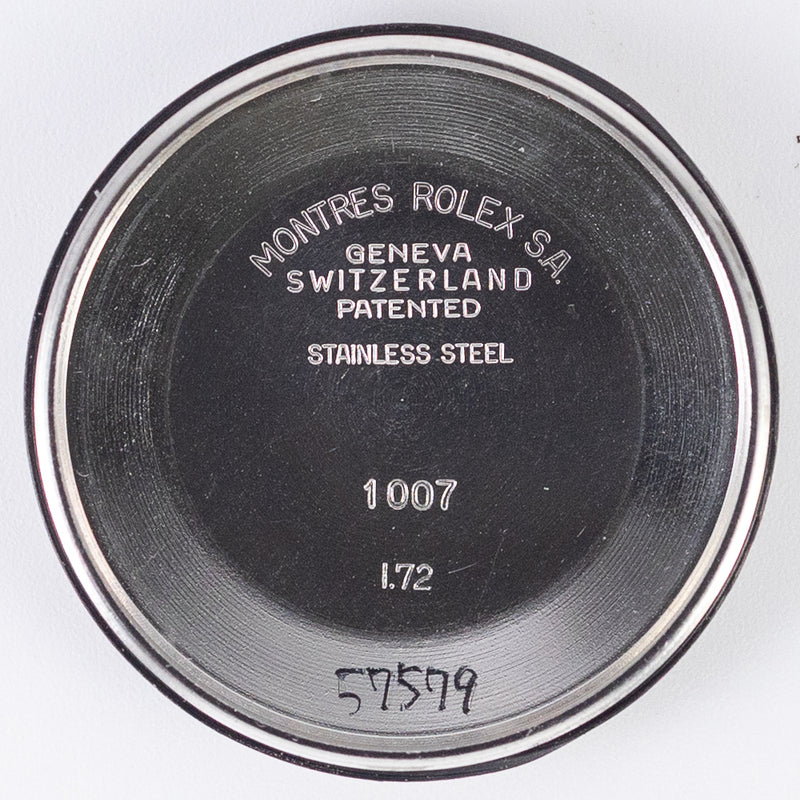 MONTRES ROLEX S.A.
GENEVA
SWITZERLAND
PATENTED
STAINLESS STEEL
1007
I.72
57579